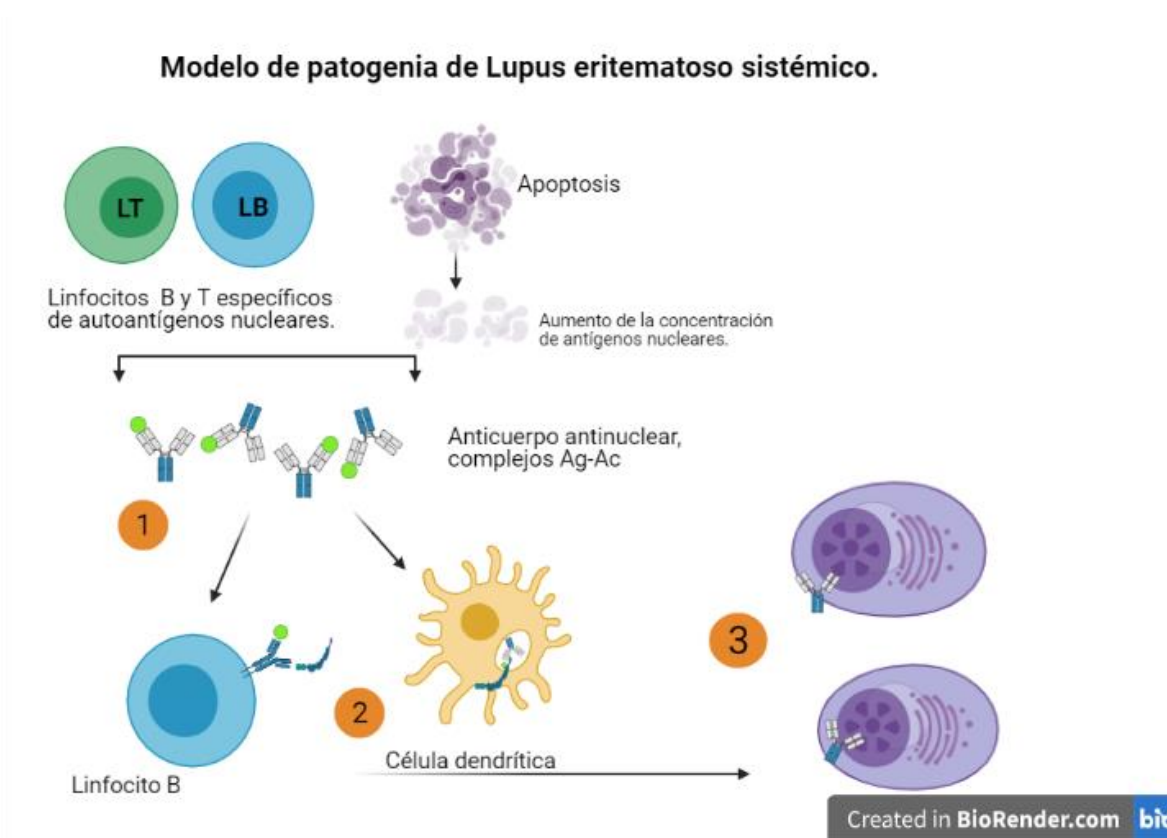 Modelo de patogenia de Lupus eritematoso sistémico.
LT
LB
Apoptosis
Linfocitos B y T específicos
de autoantígenos nucleares.
Aumento de la concentración
de antígenos nucleares.
Anticuerpo antinuclear,
complejos Ag-Ac
1
2
3
Célula dendrítica
Linfocito B
Created in BioRender.com